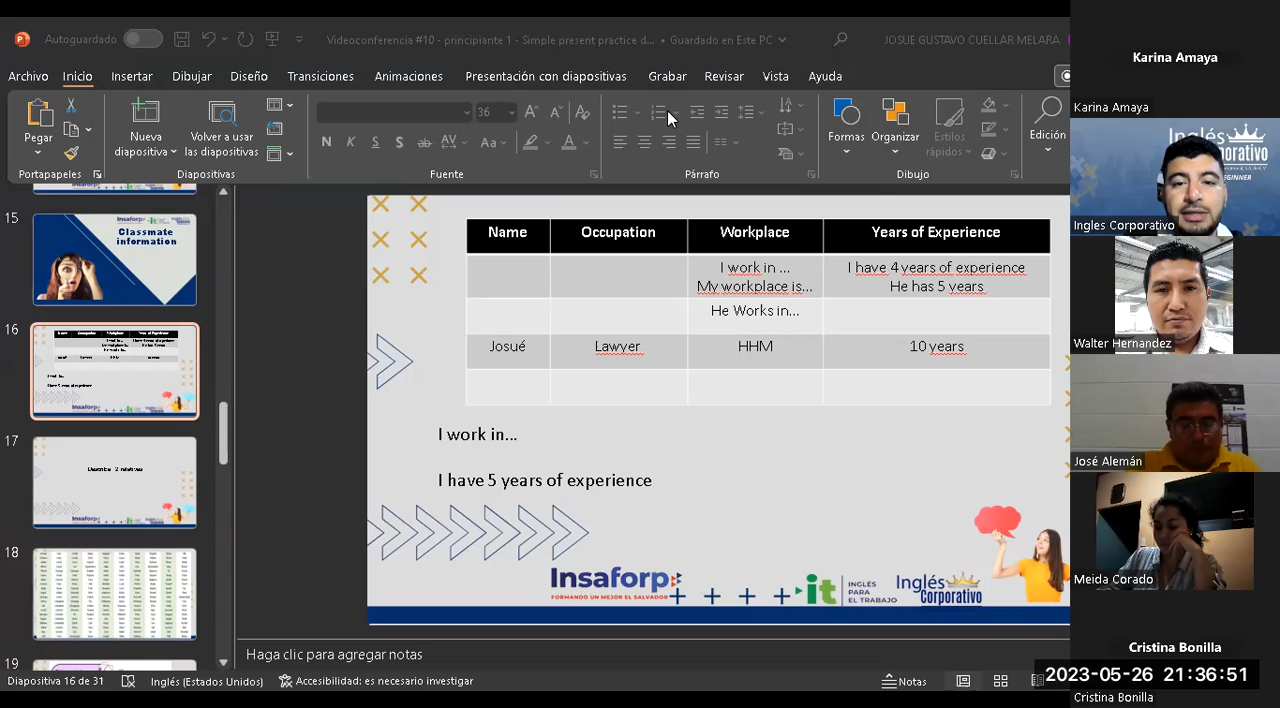 Autoguardado
Videoconferencia #10 - principiante 1 - Simple present practice d... • Guardado en Este PC
JOSUE GUSTAVO CUELLAR MELARA
Archivo Inicio Insertar Dibujar Diseño Transiciones Animaciones Presentación con diapositivas Grabar Revisar Vista Ayuda
Pegar
Nueva diapositiva
Volver a usar las diapositivas
36
N K S S ab AV Aa A
Formas Organizar Estilos rápidos Edición
Portapapeles Diapositivas Fuente Párrafo Dibujo
15
Classmate
information
16
17
Describe 2 relatives
18
19
Name Occupation Workplace Years of Experience
I work in ... I have 4 years of experience
My workplace is... He has 5 years
He Works in...
Josué Lawyer HHM 10 years
I work in...
I have 5 years of experience
Insaforp
FORMANDO UN MEJOR EL SALVADOR
it
INGLÉS
PARA
EL TRABAJO
Inglés
Corporativo
Haga clic para agregar notas
Diapositiva 16 de 31 Inglés (Estados Unidos) Accesibilidad: es necesario investigar Notas
Karina Amaya
Karina Amaya
Ingles Corporativo
Walter Hernandez
José Alemán
Meida Corado
Cristina Bonilla
2023-05-26 21:36:51
Cristina Bonilla